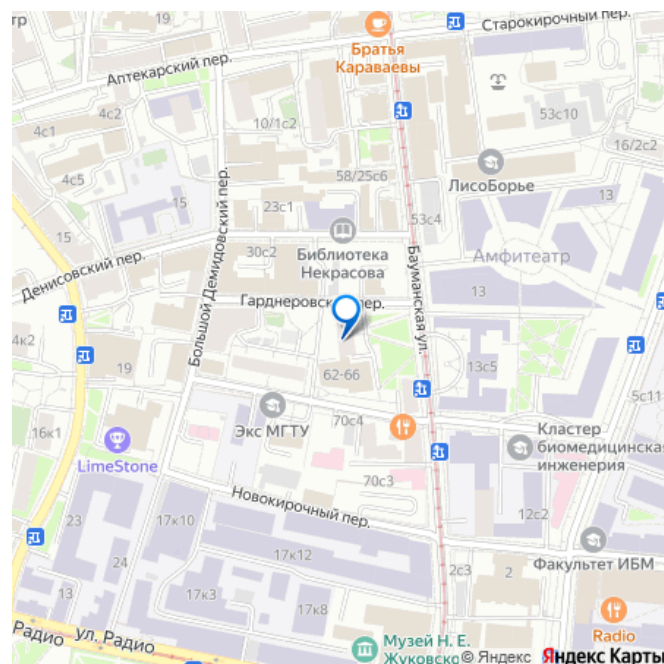 Старокирочный пер.
тр
Братья
Караваевы
Аптекарский пер.
4с2
4с1
10/1с2
53с10
16/2с2
4с5
58/25с6
ЛисоБорье
13
23с1
53с4
15
15
Библиотека
Некрасова
Амфитеатр
30с2
Денисовский пер.
Большой Демидовский пер.
Гарднеровский пер.
13
Бауманская ул.
4к2
19
62-66
13с5
5с11
Экс МГТУ
70с4
16к1
LimeStone
Кластер
биомедицинская
инженерия
70с3
Новокирочный пер.
12с2
23
17к10
24
17к12
Факультет ИБМ
2с3
2
13
17к3
17к8
Radio
Радио
ул. Радио
Музей Н. Е.
Жуковско
© Яндекс
Яндекс Карты